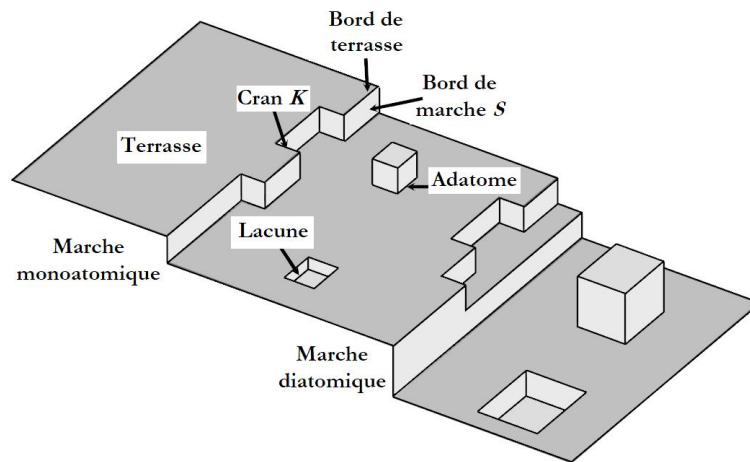 Bord de
terrasse
Bord de
marche S
Cran K
Terrasse
Adatome
Lacune
Marche
monoatomique
Marche
diatomique